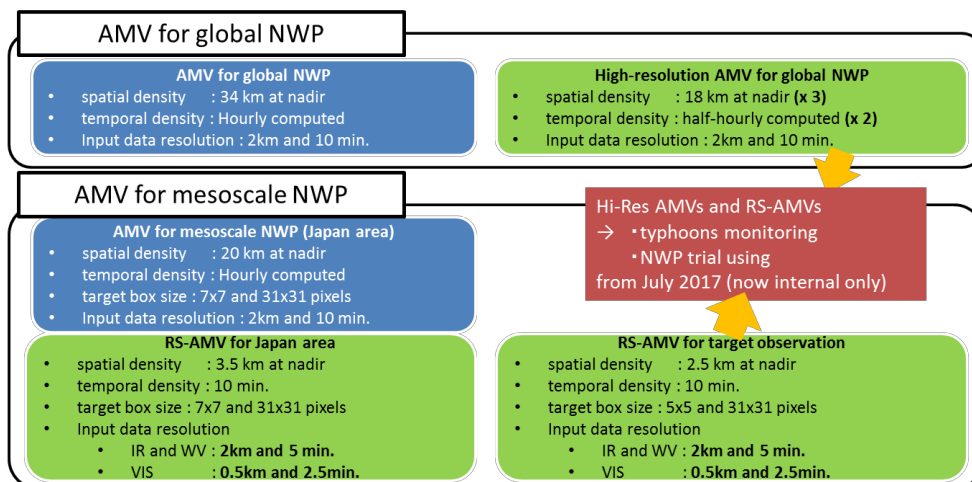 AMV for global NWP
AMV for global NWP
• spatial density : 34 km at nadir
• temporal density : Hourly computed
• Input data resolution : 2km and 10 min.
High-resolution AMV for global NWP
• spatial density : 18 km at nadir (x 3)
• temporal density : half-hourly computed (x 2)
• Input data resolution : 2km and 10 min.
AMV for mesoscale NWP
AMV for mesoscale NWP (Japan area)
• spatial density : 20 km at nadir
• temporal density : Hourly computed
• target box size : 7x7 and 31x31 pixels
• Input data resolution : 2km and 10 min.
Hi-Res AMVs and RS-AMVs
→ ・typhoons monitoring
・NWP trial using
from July 2017 (now internal only)
RS-AMV for Japan area
• spatial density : 3.5 km at nadir
• temporal density : 10 min.
• target box size : 7x7 and 31x31 pixels
• Input data resolution
• IR and WV : 2km and 5 min.
• VIS : 0.5km and 2.5min.
RS-AMV for target observation
• spatial density : 2.5 km at nadir
• temporal density : 10 min.
• target box size : 5x5 and 31x31 pixels
• Input data resolution
• IR and WV : 2km and 5 min.
• VIS : 0.5km and 2.5min.